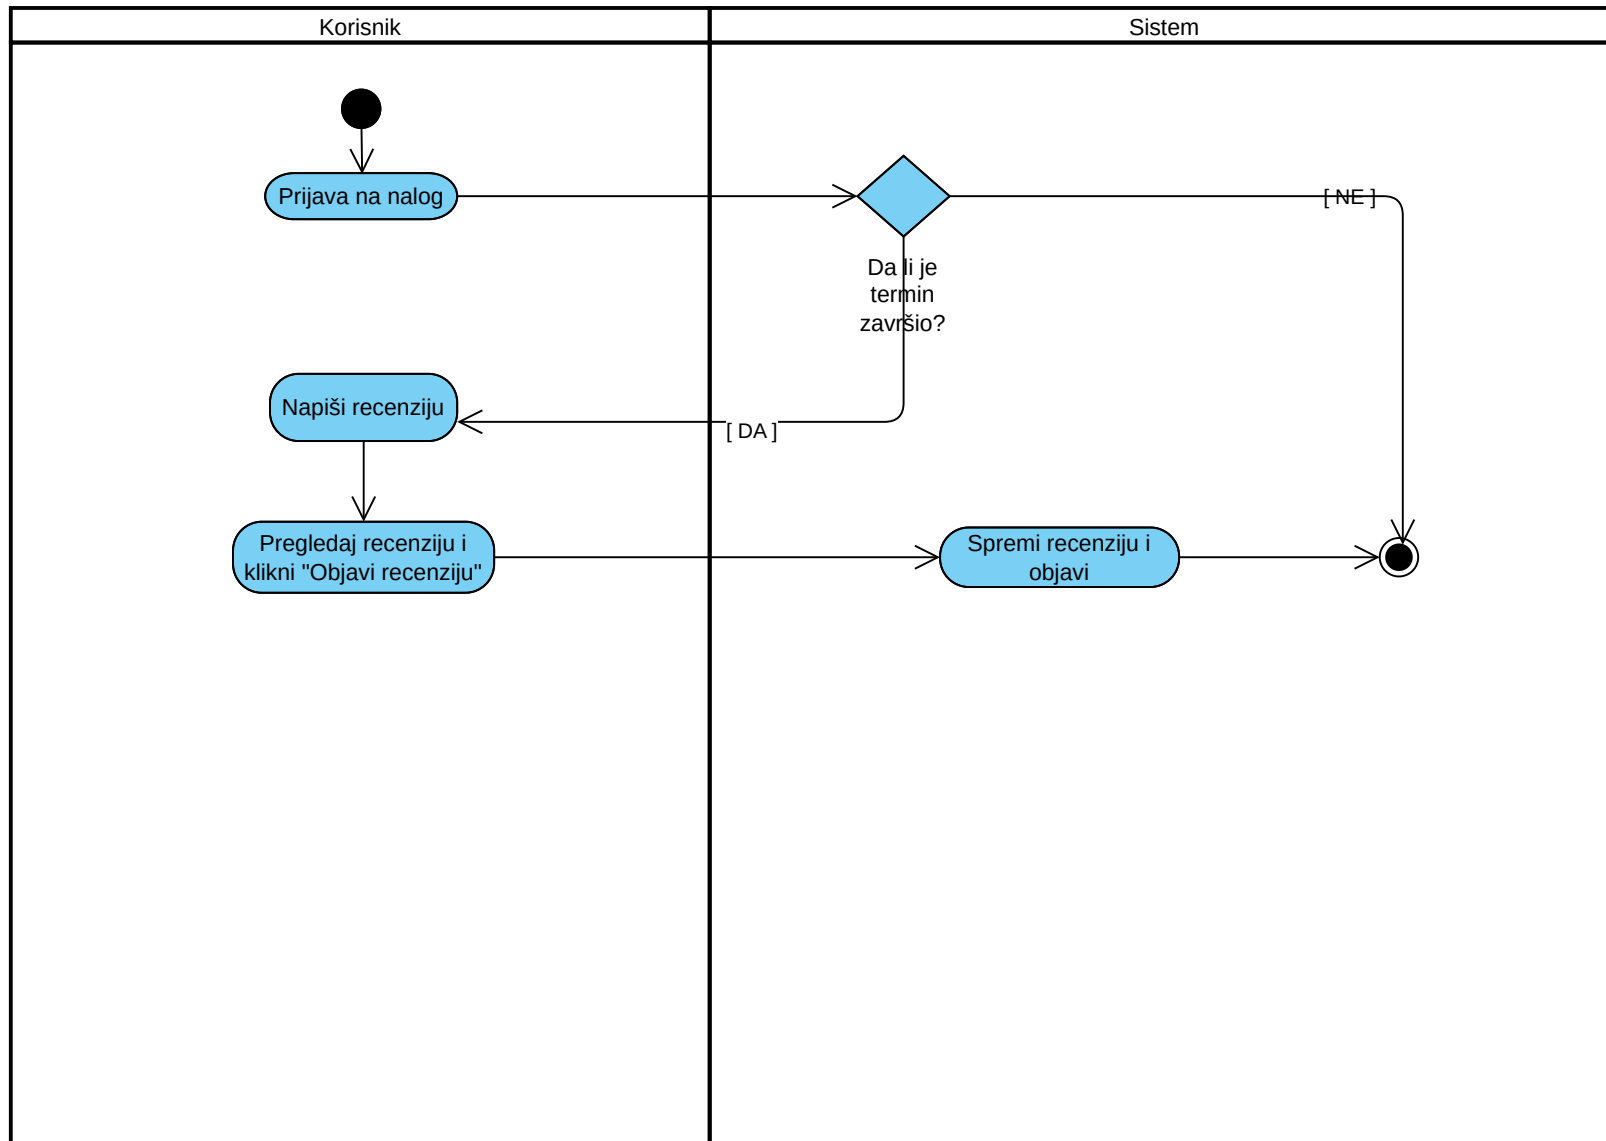 Korisnik
Sistem
Prijava na nalog
[ NE ]
Da li je
termin
završio?
Napiši recenziju
[ DA ]
Pregledaj recenziju i
klikni "Objavi recenziju"
Spremi recenziju i
objavi